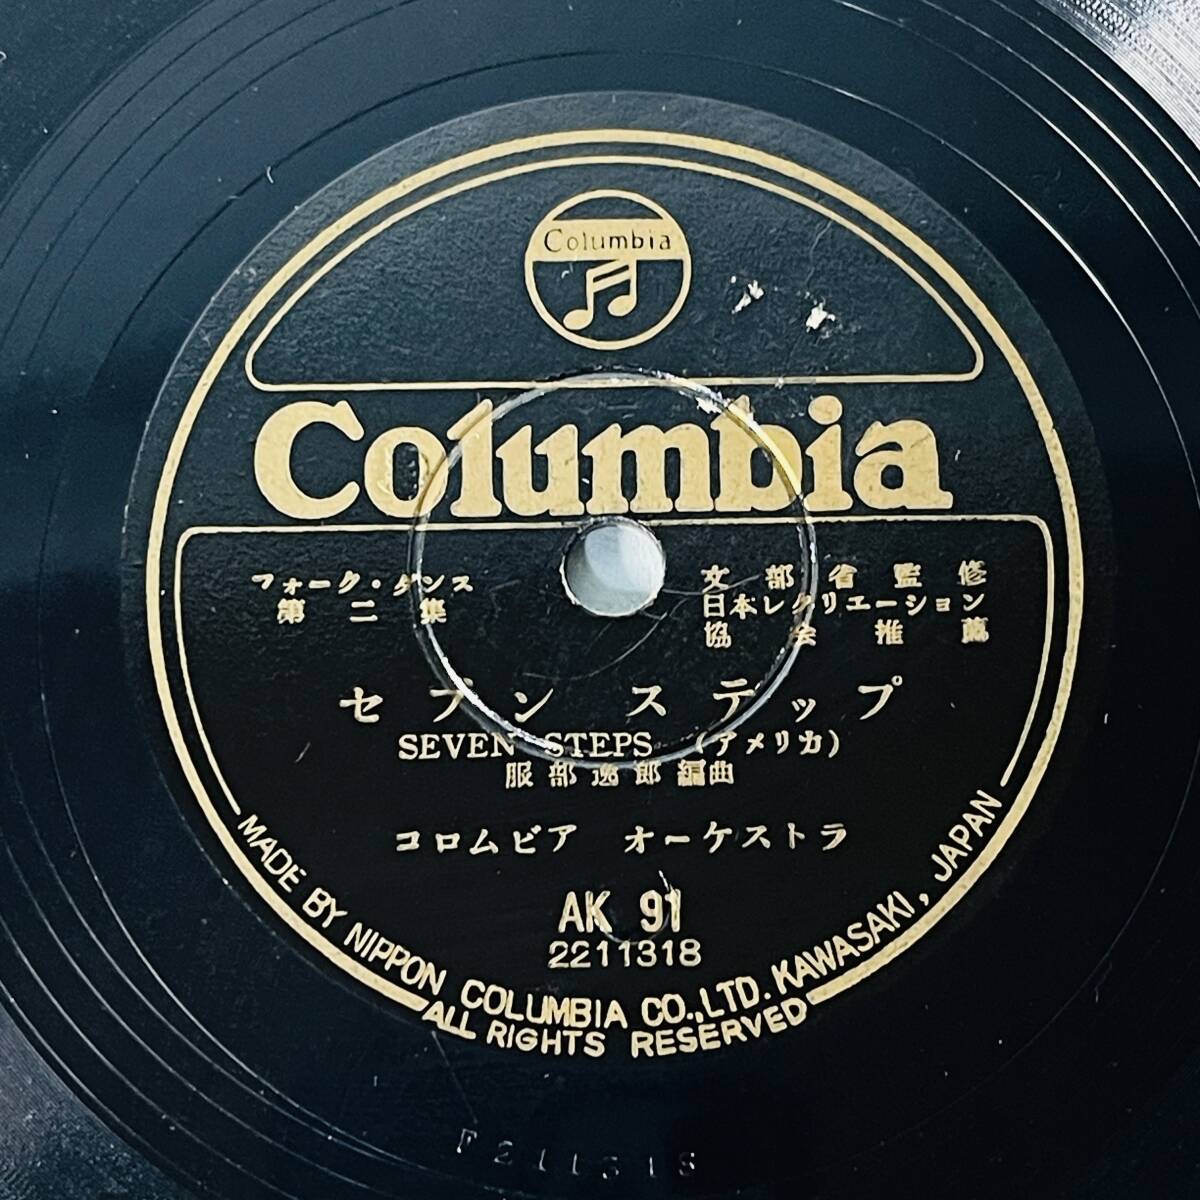 Columbia
Columbia
フォーク・ダンス
第二集
文部省監修
日本レクリエーション
協会推薦
セブン ステップ
SEVEN STEPS (アメリカ)
服部逸郎編曲
コロムビア オーケストラ
AK 91
2211318
MADE BY NIPPON COLUMBIA CO., LTD. KAWASAKI, JAPAN
ALL RIGHTS RESERVED
F211318